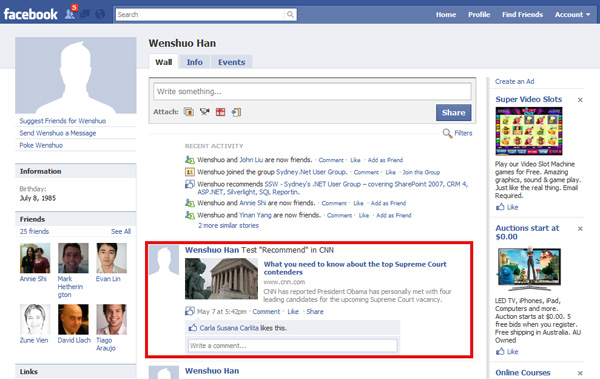 facebook
5
Search
Home Profile Find Friends Account
Wenshuo Han
Wall Info Events
Write something...
Attach:
Share
Filters
Suggest Friends for Wenshuo
Send Wenshuo a Message
Poke Wenshuo
Information
Birthday:
July 8, 1985
Friends
25 friends See All
Annie Shi
Mark Hetherin
gton
Evan Lin
Zune Vien
David Llach
Tiago
Araujo
Links
RECENT ACTIVITY
Wenshuo and John Liu are now friends. · Comment · Like · Add as Friend
Wenshuo joined the group Sydney.Net User Group. · Comment · Like · Join this Group
Wenshuo recommends SSW - Sydney's .NET User Group – covering SharePoint 2007, CRM 4,
ASP.NET, Silverlight, SQL Reportin.
Wenshuo and Annie Shi are now friends. · Comment · Like · Add as Friend
Wenshuo and Yinan Yang are now friends. · Comment · Like · Add as Friend
2 more similar stories
Wenshuo Han Test "Recommend" in CNN
What you need to know about the top Supreme Court
contenders
www.cnn.com
CNN has reported President Obama has personally met with four
leading candidates for the upcoming Supreme Court vacancy.
May 7 at 5:42pm · Comment · Like · Share
Carla Susana Carlita likes this.
Write a comment...
Wenshuo Han
Create an Ad
Super Video Slots
Play our Video Slot Machine
games for Free. Amazing
graphics, sound & game play.
Just like the real thing. Email
Required.
Like
Auctions start at
$0.00
LED TV, iPhones, iPad,
Computers and more.
Auction starts at $0.00. 5
free bids when you register.
Free shipping in Australia. AU
Owned
Like
Online Courses